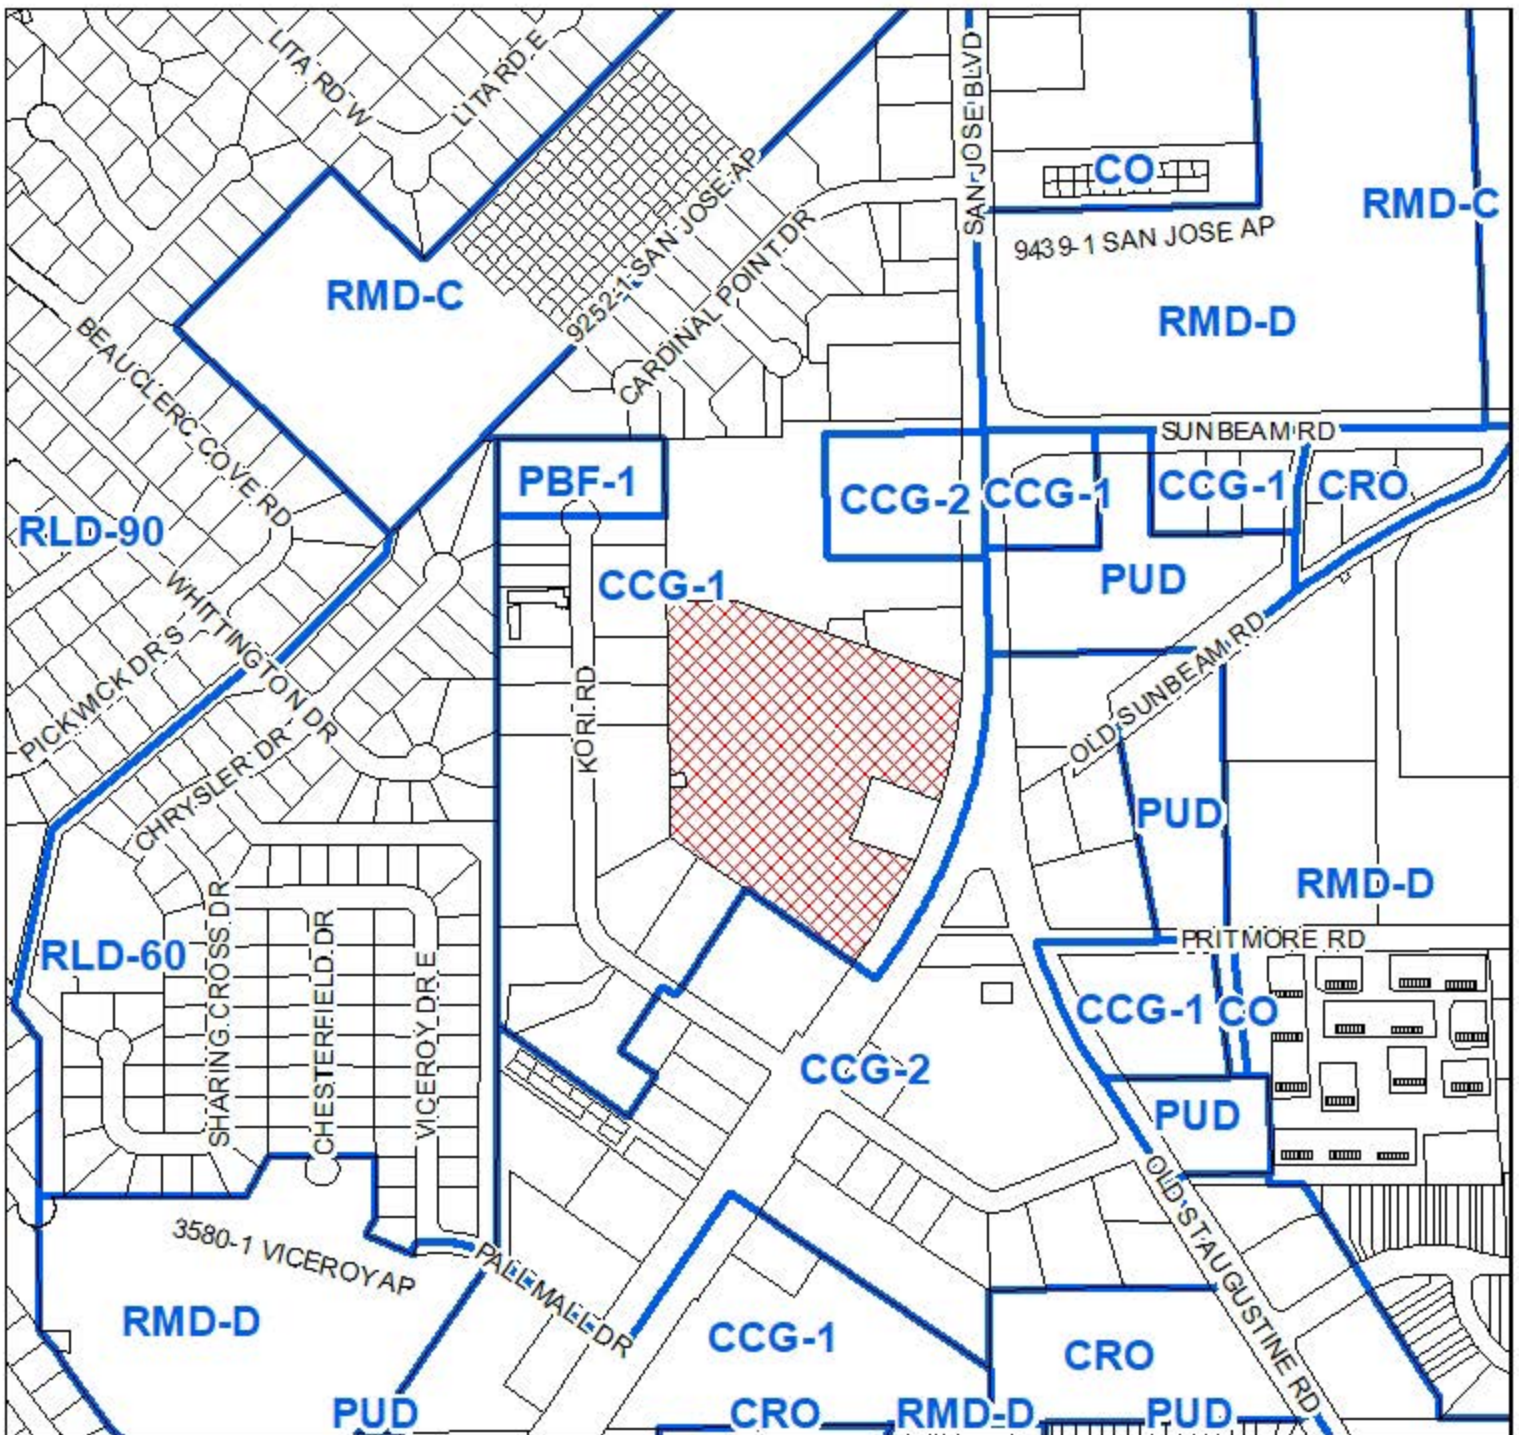 LITA RD W
LITA RD E
SAN JOSE BLVD
CO
RMD-C
9439-1 SAN JOSE AP
RMD-C
9252-1 SAN JOSE AP
CARDINAL POINT DR
RMD-D
BEAUCLERC COVE RD
SUNBEAM RD
PBF-1
CCG-2
CCG-1
CCG-1
CRO
RLD-90
CCG-1
PUD
WHITTINGTON DR
PICKWICK DR S
KORI RD
OLD SUNBEAM RD
CHRYSLER DR
PUD
RMD-D
RLD-60
SHARING CROSS DR
CHESTERFIELD DR
VICEROY DR E
PRITMORE RD
CCG-1
CO
CCG-2
PUD
OLD ST AUGUSTINE RD
3580-1 VICEROY AP
PALL MALL DR
RMD-D
CCG-1
CRO
PUD
CRO
RMD-D
PUD